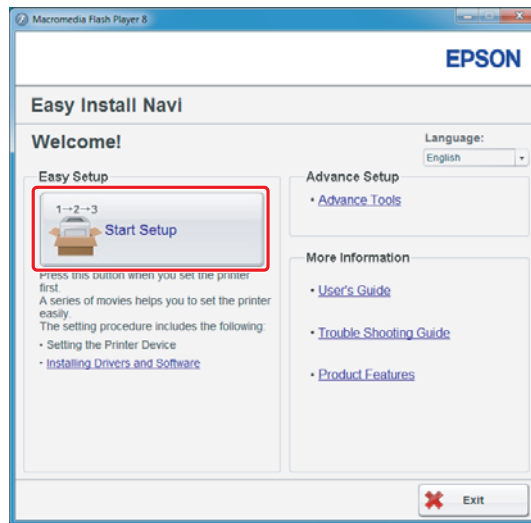 Macromedia Flash Player 8
EPSON
Easy Install Navi
Welcome!
Language:
English
Easy Setup
1→2→3
Start Setup
Press this button when you set the printer
first.
A series of movies helps you to set the printer
easily.
The setting procedure includes the following:
• Setting the Printer Device
• Installing Drivers and Software
Advance Setup
• Advance Tools
More Information
• User's Guide
• Trouble Shooting Guide
• Product Features
Exit